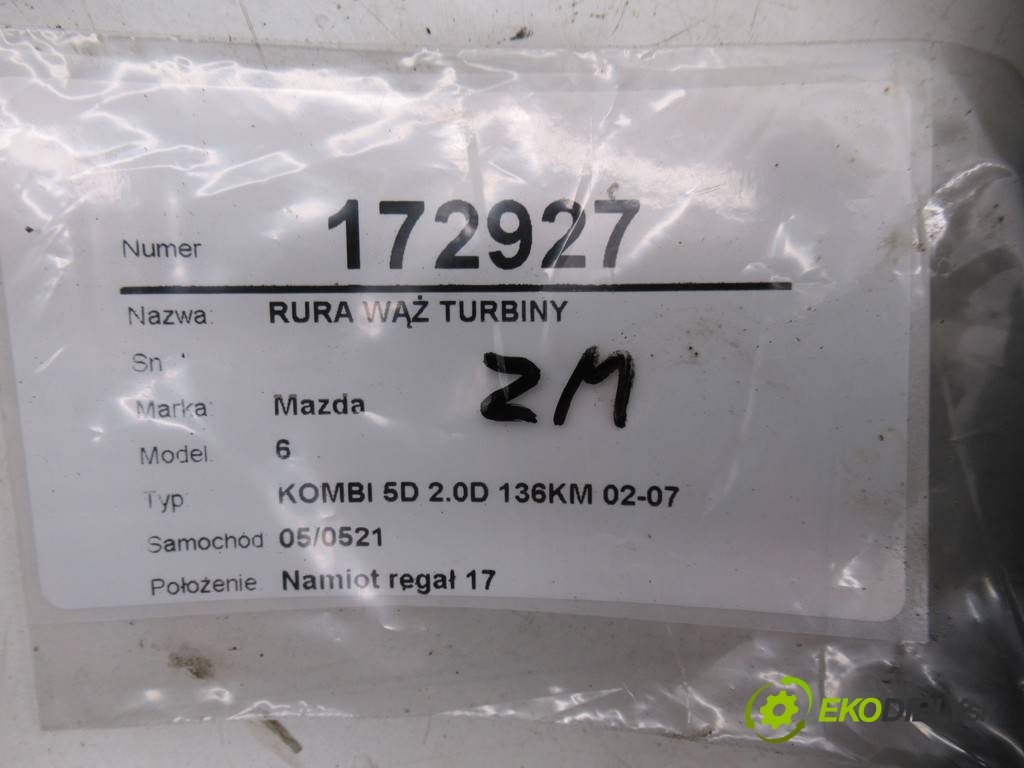 Numer 172927
Nazwa: RURA WĄŻ TURBINY
Sn
ZM
Marka: Mazda
Model: 6
Typ KOMBI 5D 2.0D 136KM 02-07
Samochód 05/0521
Położenie: Namiot regał 17